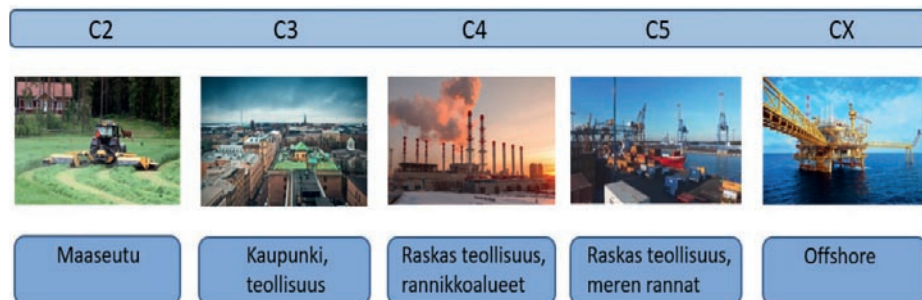 C2 C3 C4 C5 CX
Maaseutu
Kaupunki,
teollisuus
Raskas teollisuus,
rannikkoalueet
Raskas teollisuus,
meren rannat
Offshore